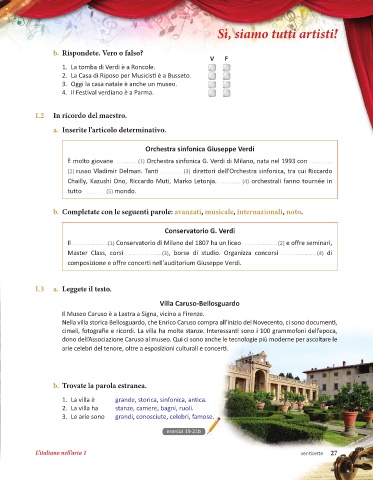 Sì, siamo tutti artisti!
b. Rispondete. Vero o falso?
V F
1. La tomba di Verdi è a Roncole.
2. La Casa di Riposo per Musicisti è a Busseto.
3. Oggi la casa natale è anche un museo.
4. Il Festival verdiano è a Parma.
L2 In ricordo del maestro.
a. Inserite l'articolo determinativo.
Orchestra sinfonica Giuseppe Verdi
È molto giovane ............ (1) Orchestra sinfonica G. Verdi di Milano, nata nel 1993 con ............
(2) russo Vladimir Delman. Tanti ............ (3) direttori dell'Orchestra sinfonica, tra cui Riccardo
Chailly, Kazushi Ono, Riccardo Muti, Marko Letonja. ............ (4) orchestrali fanno tournée in
tutto ............ (5) mondo.
b. Completate con le seguenti parole: avanzati, musicale, internazionali, noto.
Conservatorio G. Verdi
Il .................. (1) Conservatorio di Milano del 1807 ha un liceo .................. (2) e offre seminari,
Master Class, corsi .................. (3), borse di studio. Organizza concorsi .................. (4) di
composizione e offre concerti nell'auditorium Giuseppe Verdi.
L3 a. Leggete il testo.
Villa Caruso-Bellosguardo
Il Museo Caruso è a Lastra a Signa, vicino a Firenze.
Nella villa storica Bellosguardo, che Enrico Caruso compra all'inizio del Novecento, ci sono documenti,
cimeli, fotografie e ricordi. La villa ha molte stanze. Interessanti sono i 100 grammofoni dell'epoca,
dono dell'Associazione Caruso al museo. Qui ci sono anche le tecnologie più moderne per ascoltare le
arie celebri del tenore, oltre a esposizioni culturali e concerti.
b. Trovate la parola estranea.
1. La villa è grande, storica, sinfonica, antica.
2. La villa ha stanze, camere, bagni, ruoli.
3. Le arie sono grandi, conosciute, celebri, famose.
esercizi 19-21b
L'italiano nell'aria 1
ventisette 27